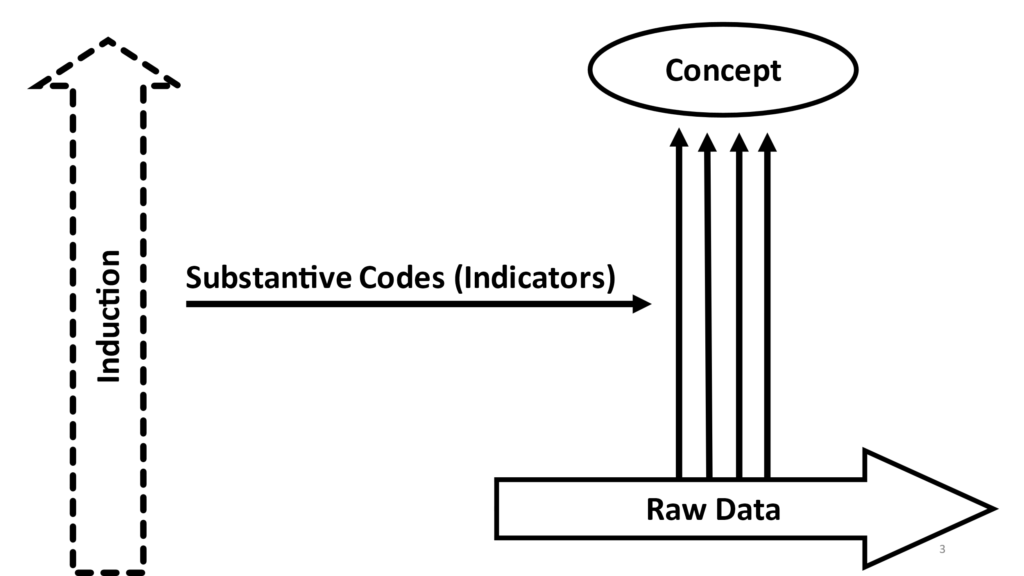 Concept
Induction
Substantive Codes (Indicators)
Raw Data
3